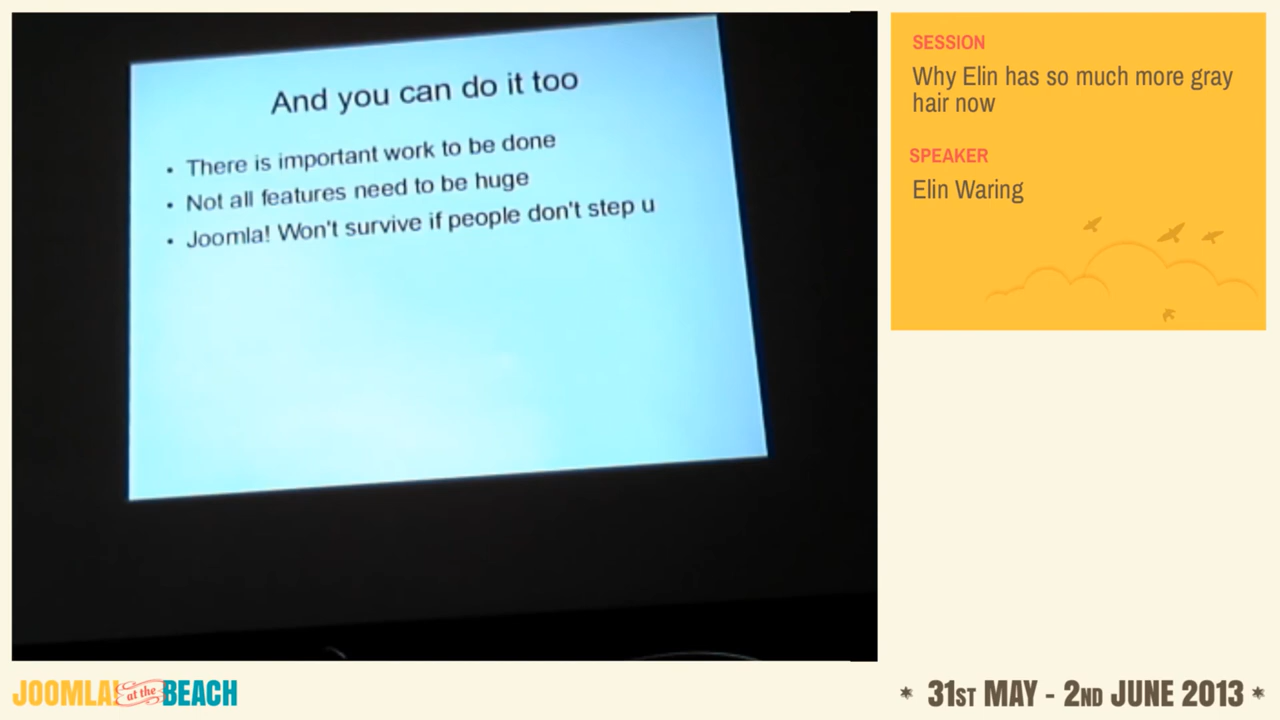 And you can do it too
• There is important work to be done
• Not all features need to be huge
• Joomla! Won't survive if people don't step u
SESSION
Why Elin has so much more gray
hair now
SPEAKER
Elin Waring
JOOMLA! at the BEACH
* 31ST MAY - 2ND JUNE 2013 *